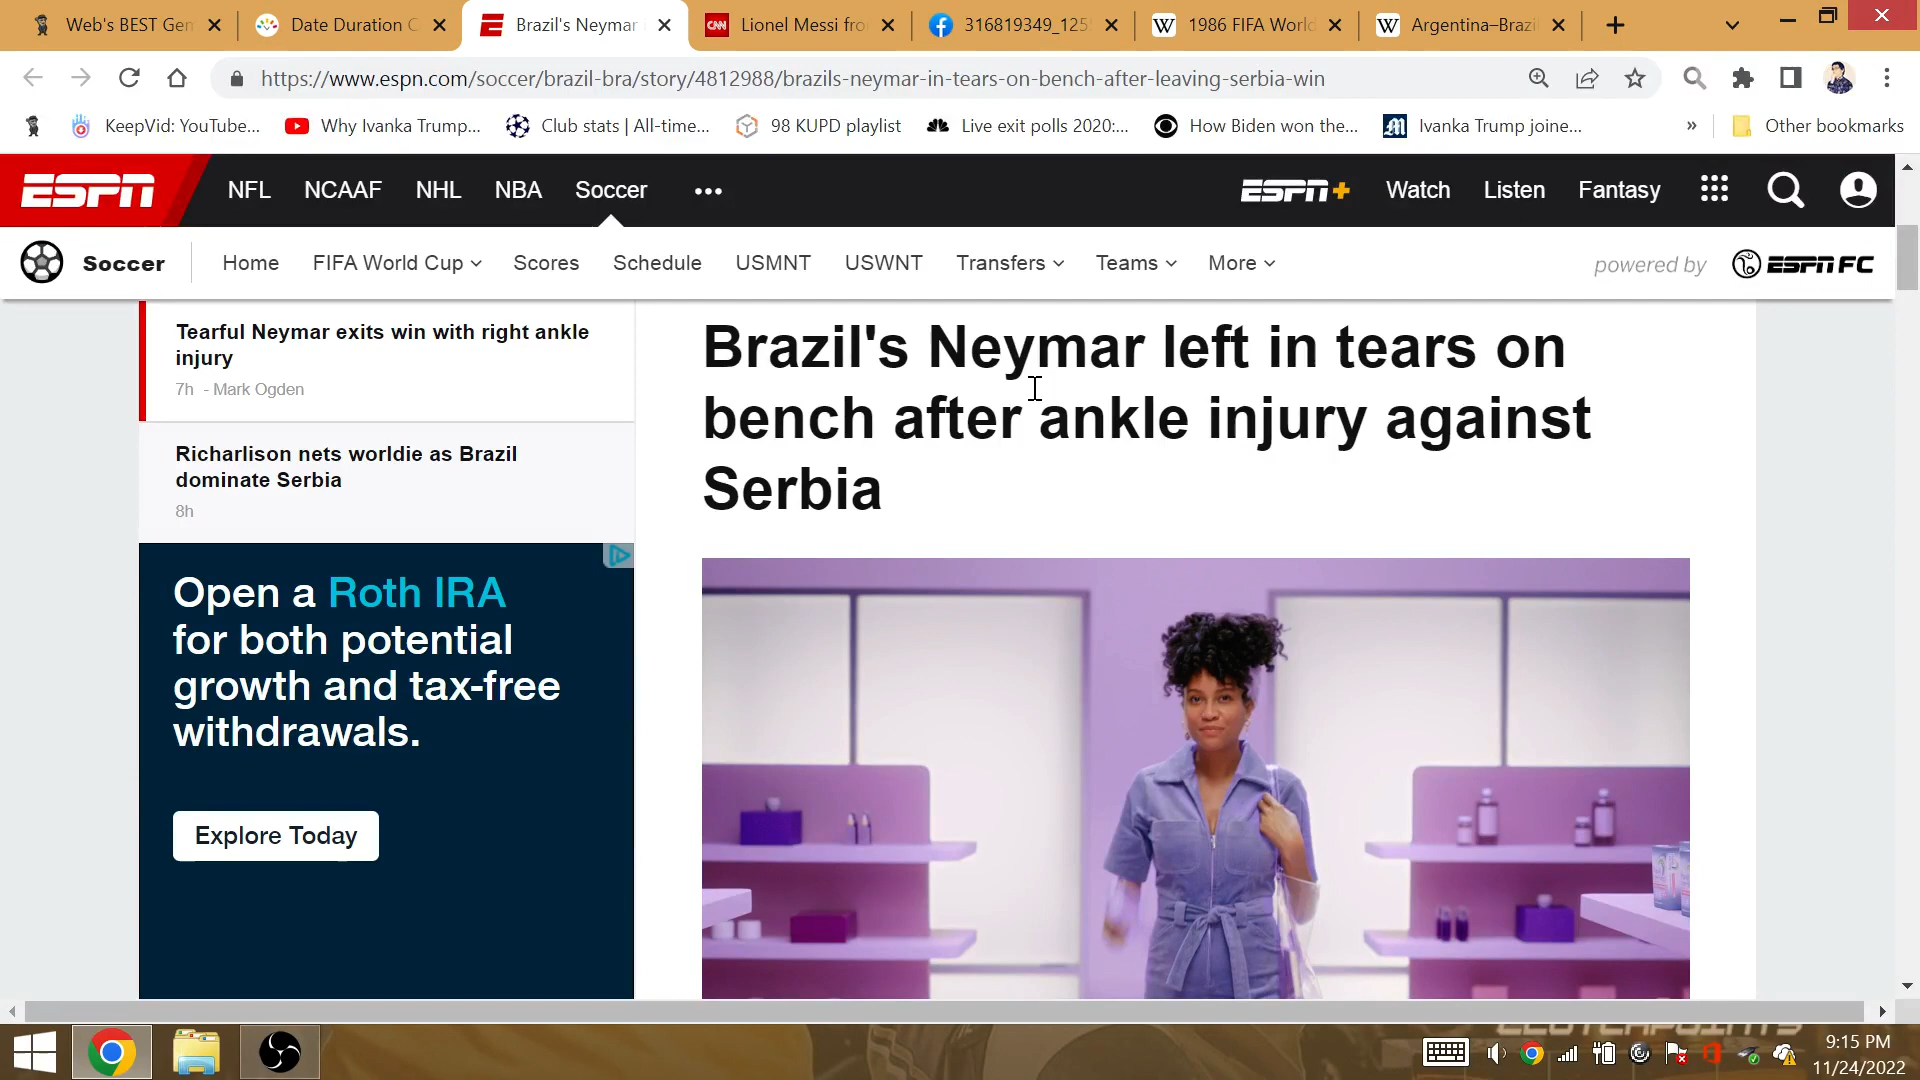 Web's BEST Gen
Date Duration C
Brazil's Neymar
CNN
Lionel Messi fro
316819349_125
1986 FIFA World
Argentina–Brazi
https://www.espn.com/soccer/brazil-bra/story/4812988/brazils-neymar-in-tears-on-bench-after-leaving-serbia-win
KeepVid: YouTube...
Why Ivanka Trump...
Club stats | All-time...
98 KUPD playlist
Live exit polls 2020:...
How Biden won the...
Ivanka Trump joine...
»
Other bookmarks
ESPN
NFL
NCAAF
NHL
NBA
Soccer
ESPN+
Watch
Listen
Fantasy
Soccer
Home
FIFA World Cup
Scores
Schedule
USMNT
USWNT
Transfers
Teams
More
powered by
ESPN FC
Tearful Neymar exits win with right ankle
injury
7h - Mark Ogden
Richarlison nets worldie as Brazil
dominate Serbia
8h
Brazil's Neymar left in tears on
bench after ankle injury against
Serbia
Open a Roth IRA
for both potential
growth and tax-free
withdrawals.
Explore Today
9:15 PM
11/24/2022